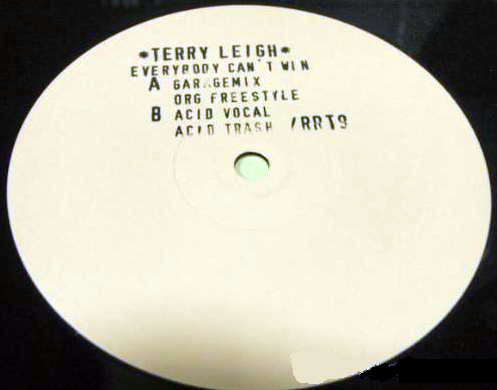 *TERRY LEIGH*
EVERYBODY CAN'T WIN
A GARAGEMIX
ORG FREESTYLE
B ACID VOCAL
ACID TRASH /RRT9